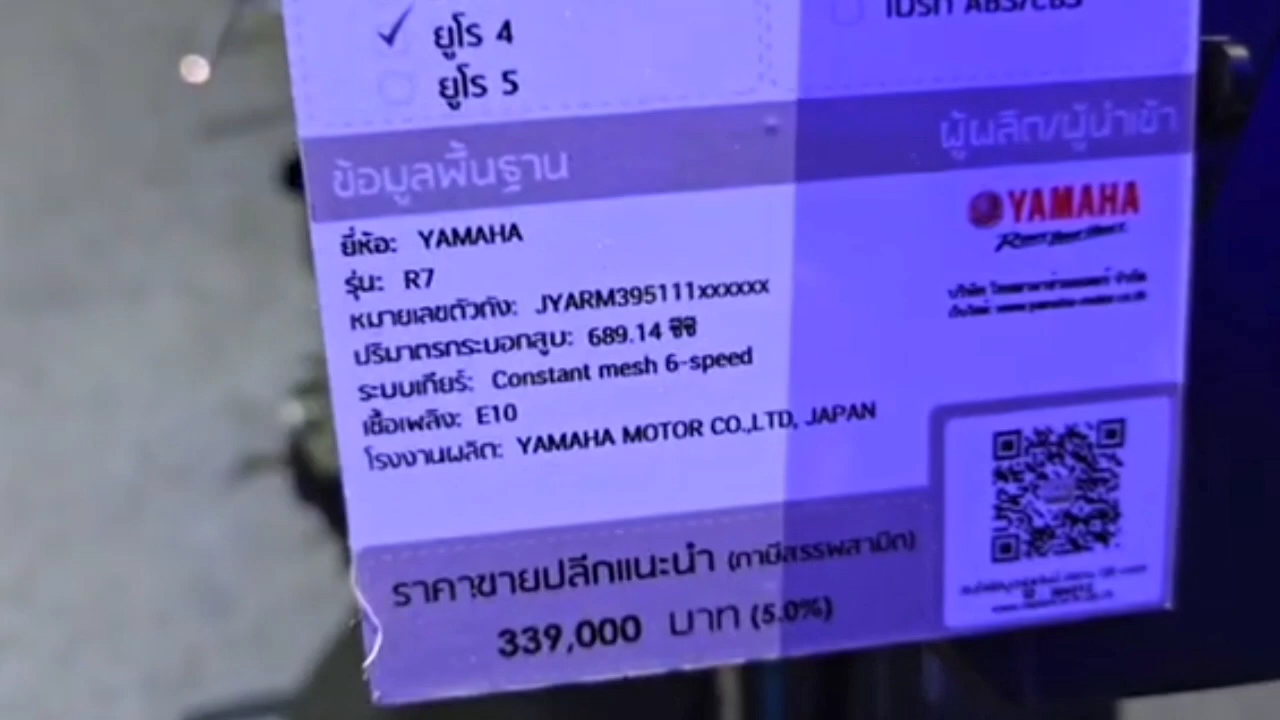 ยูโร 4
ยูโร 5
ABS/CBS
ข้อมูลพื้นฐาน
ผู้ผลิต/ผู้นำเข้า
ยี่ห้อ: YAMAHA
รุ่น: R7
หมายเลขตัวถัง: JYARM395111xxxxxx
ปริมาตรกระบอกสูบ: 689.14 ซีซี
ระบบเกียร์: Constant mesh 6-speed
เชื้อเพลิง: E10
โรงงานผลิต: YAMAHA MOTOR CO.,LTD, JAPAN
YAMAHA
ราคาขายปลีกแนะนำ (ภาษีสรรพสามิต)
339,000 บาท (5.0%)